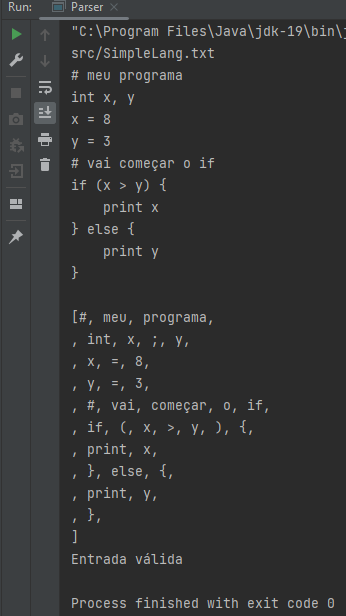 Run: Parser
"C:\Program Files\Java\jdk-19\bin\j
src/SimpleLang.txt
# meu programa
int x, y
x = 8
y = 3
# vai começar o if
if (x > y) {
    print x
} else {
    print y
}
[#, meu, programa,
, int, x, ;, y,
, x, =, 8,
, y, =, 3,
, #, vai, começar, o, if,
, if, (, x, >, y, ), {,
, print, x,
, }, else, {,
, print, y,
, },
]
Entrada válida
Process finished with exit code 0